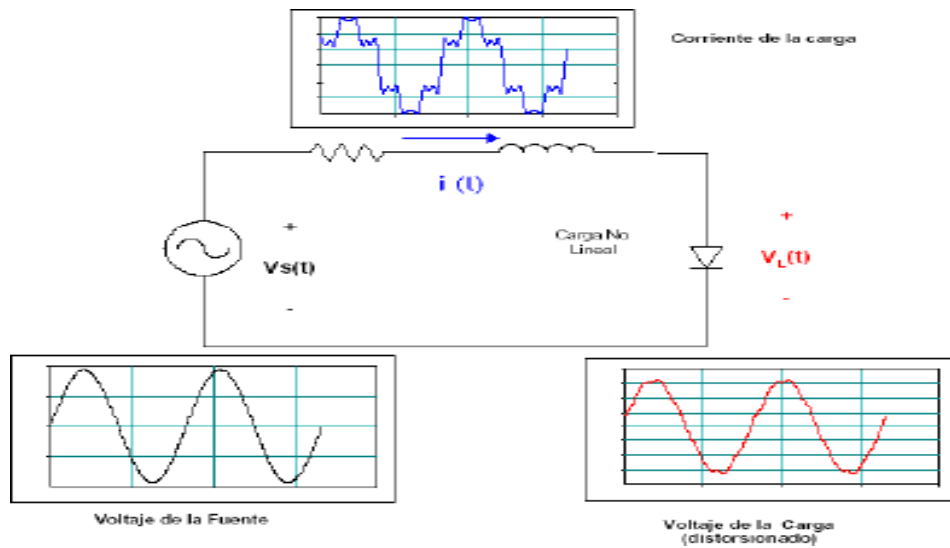 Corriente de la carga
i (t)
Carga No
Lineal
+
Vs(t)
-
+
VL(t)
-
Voltaje de la Fuente
Voltaje de la Carga
(distorsionado)